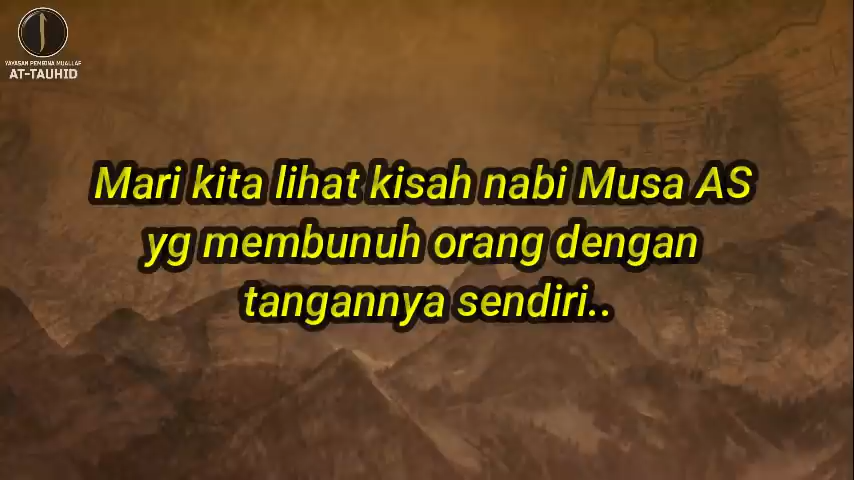 YAYASAN PEMBINA MUALLAF
AT-TAUHID
Mari kita lihat kisah nabi Musa AS
yg membunuh orang dengan
tangannya sendiri..